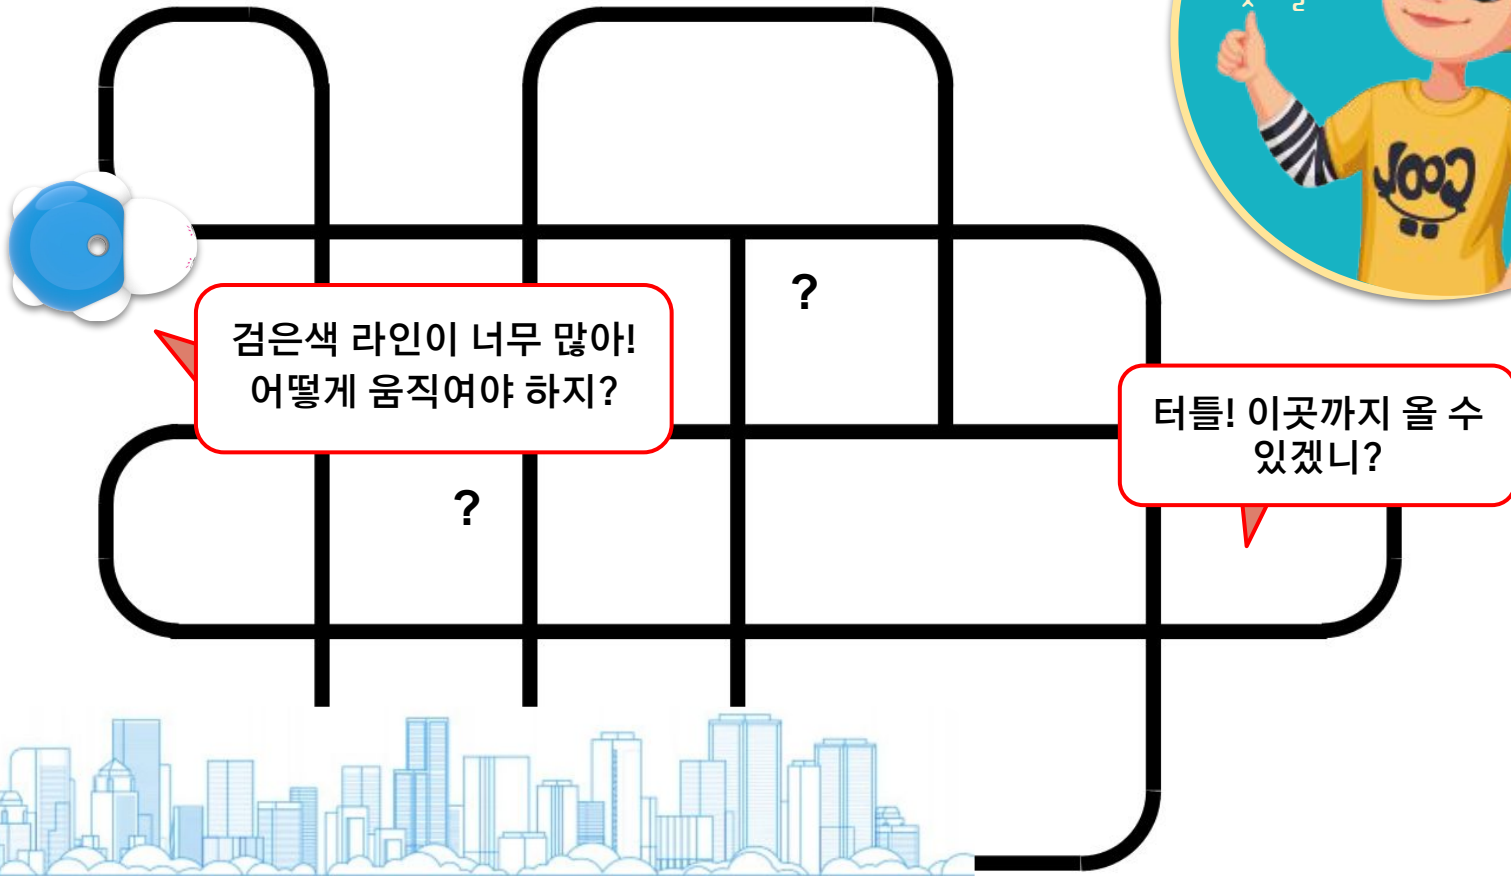 ?
검은색 라인이 너무 많아!
어떻게 움직여야 하지?
터틀! 이곳까지 올 수
있겠니?
?